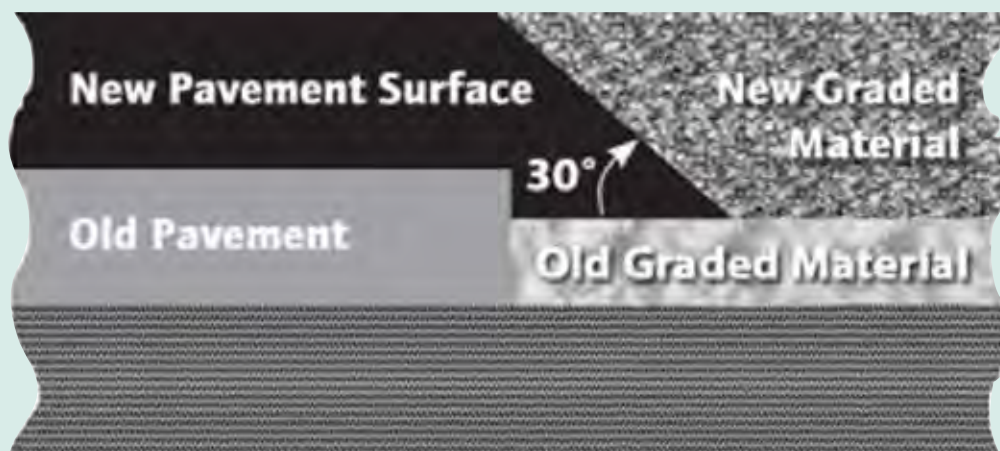 New Pavement Surface
New Graded
Material
30°
Old Pavement
Old Graded Material